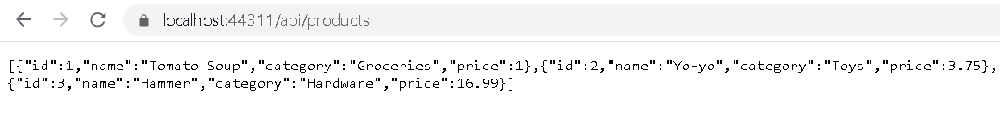 localhost:44311/api/products
[{"id":1,"name":"Tomato Soup","category":"Groceries","price":1},{"id":2,"name":"Yo-yo","category":"Toys","price":3.75},
{"id":3,"name":"Hammer","category":"Hardware","price":16.99}]